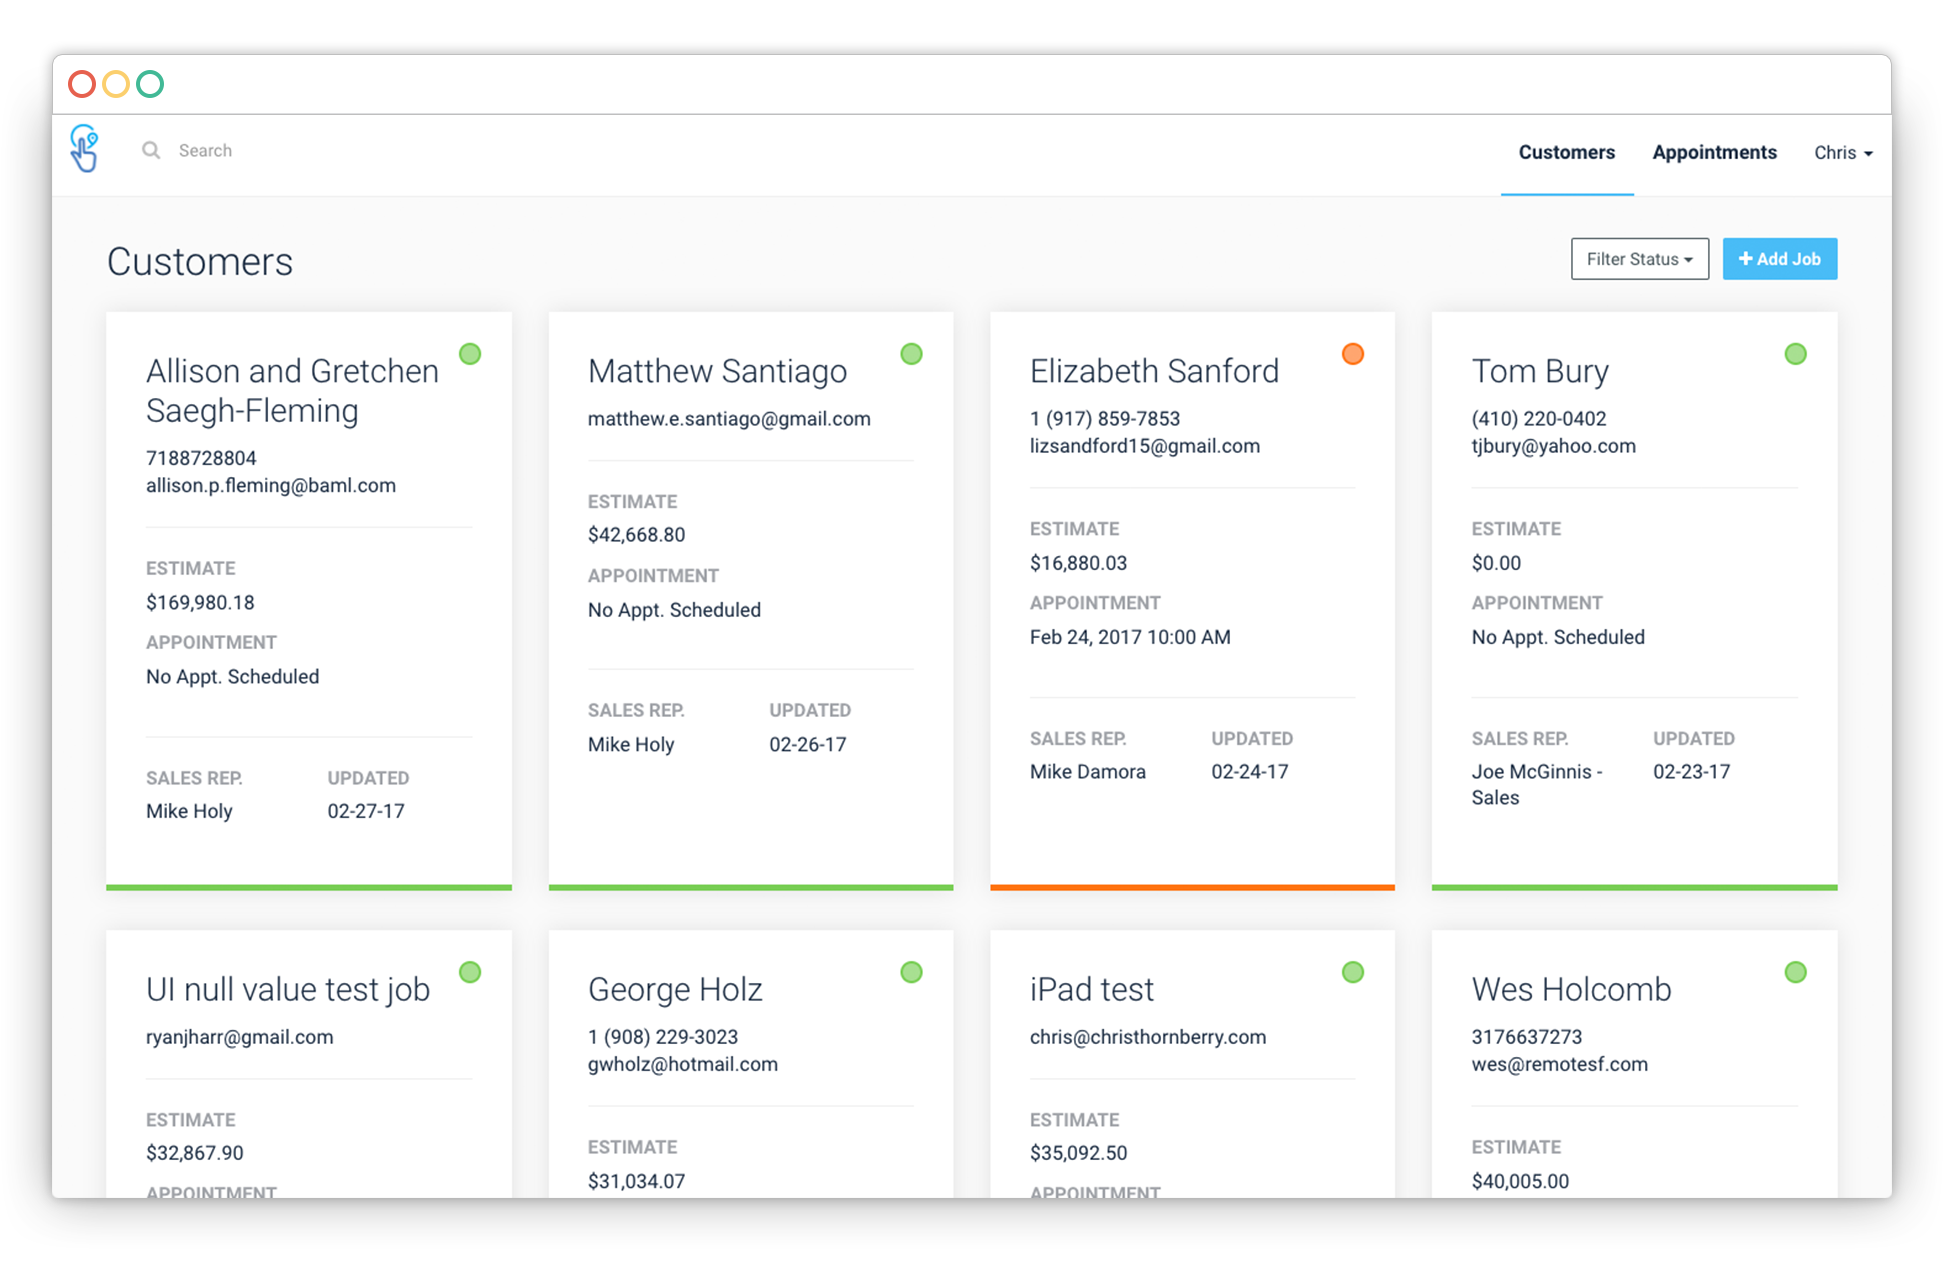 Search
Customers
Appointments
Chris
Customers
Filter Status
+ Add Job
Allison and Gretchen
Saegh-Fleming
7188728804
allison.p.fleming@baml.com
ESTIMATE
$169,980.18
APPOINTMENT
No Appt. Scheduled
SALES REP. UPDATED
Mike Holy 02-27-17
Matthew Santiago
matthew.e.santiago@gmail.com
ESTIMATE
$42,668.80
APPOINTMENT
No Appt. Scheduled
SALES REP. UPDATED
Mike Holy 02-26-17
Elizabeth Sanford
1 (917) 859-7853
lizsandford15@gmail.com
ESTIMATE
$16,880.03
APPOINTMENT
Feb 24, 2017 10:00 AM
SALES REP. UPDATED
Mike Damora 02-24-17
Tom Bury
(410) 220-0402
tjbury@yahoo.com
ESTIMATE
$0.00
APPOINTMENT
No Appt. Scheduled
SALES REP. UPDATED
Joe McGinnis - 02-23-17
Sales
UI null value test job
ryanjharr@gmail.com
ESTIMATE
$32,867.90
APPOINTMENT
George Holz
1 (908) 229-3023
gwholz@hotmail.com
ESTIMATE
$31,034.07
iPad test
chris@christhornberry.com
ESTIMATE
$35,092.50
APPOINTMENT
Wes Holcomb
3176637273
wes@remotesf.com
ESTIMATE
$40,005.00